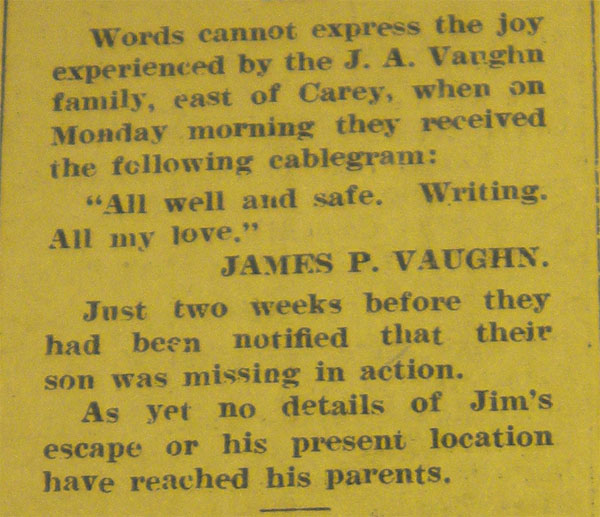 Words cannot express the joy
experienced by the J. A. Vaughn
family, east of Carey, when on
Monday morning they received
the following cablegram:
"All well and safe. Writing.
All my love."
JAMES P. VAUGHN.
Just two weeks before they
had been notified that their
son was missing in action.
As yet no details of Jim's
escape or his present location
have reached his parents.